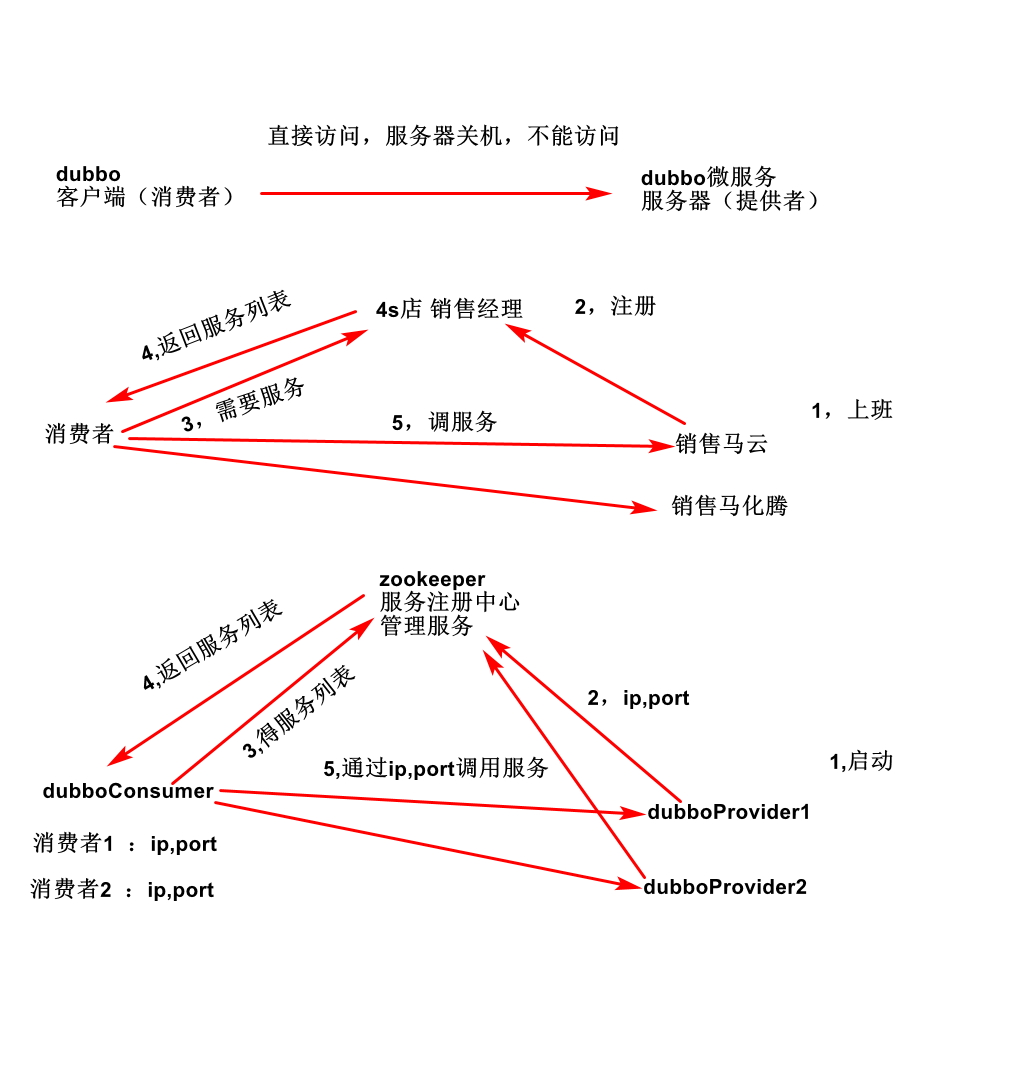 直接访问，服务器关机，不能访问
dubbo
客户端（消费者）
dubbo微服务
服务器（提供者）
4s店 销售经理
2，注册
4,返回服务列表
3，需要服务
1，上班
消费者
5，调服务
销售马云
销售马化腾
zookeeper
服务注册中心
管理服务
4,返回服务列表
3,得服务列表
2，ip,port
5,通过ip,port调用服务
1,启动
dubboConsumer
dubboProvider1
消费者1 ：ip,port
消费者2 ：ip,port
dubboProvider2